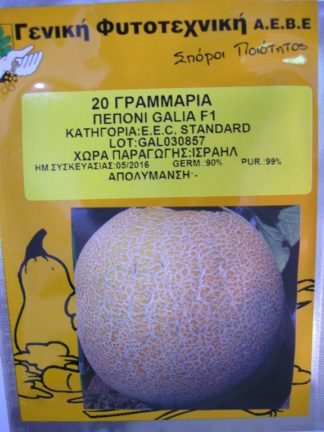 Γενική Φυτοτεχνική Α.Ε.Β.Ε
Σπόροι Ποιότητος
20 ΓΡΑΜΜΑΡΙΑ
ΠΕΠΟΝΙ GALIA F1
ΚΑΤΗΓΟΡΙΑ:E.E.C. STANDARD
LOT:GAL030857
ΧΩΡΑ ΠΑΡΑΓΩΓΗΣ:ΙΣΡΑΗΛ
ΗΜ.ΣΥΣΚΕΥΑΣΙΑΣ:05/2016 GERM.:90% PUR.:99%
ΑΠΟΛΥΜΑΝΣΗ:-